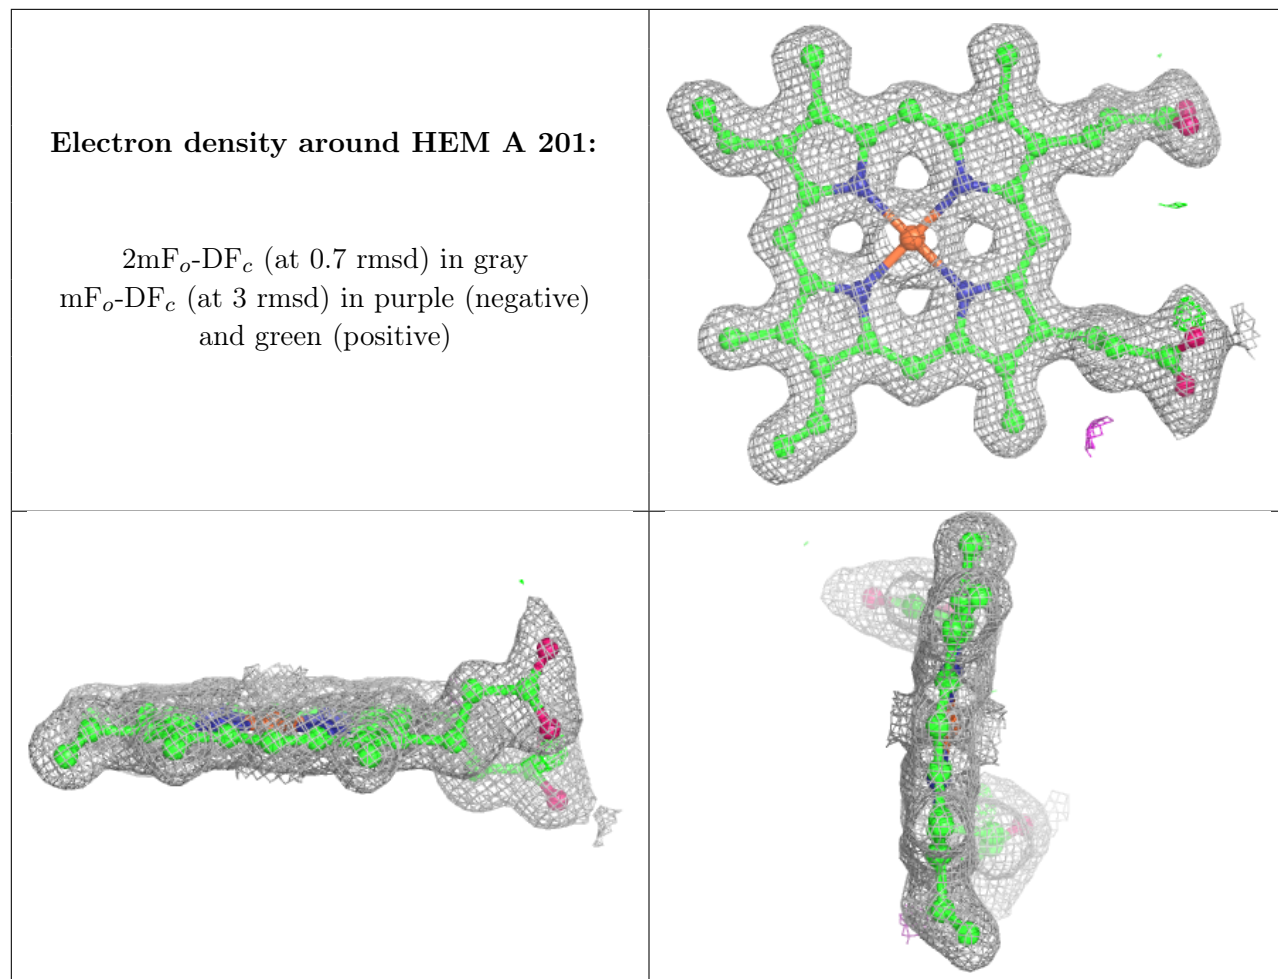 Electron density around HEM A 201:
2mFₒ-DF𝑐 (at 0.7 rmsd) in gray
mFₒ-DF𝑐 (at 3 rmsd) in purple (negative)
and green (positive)